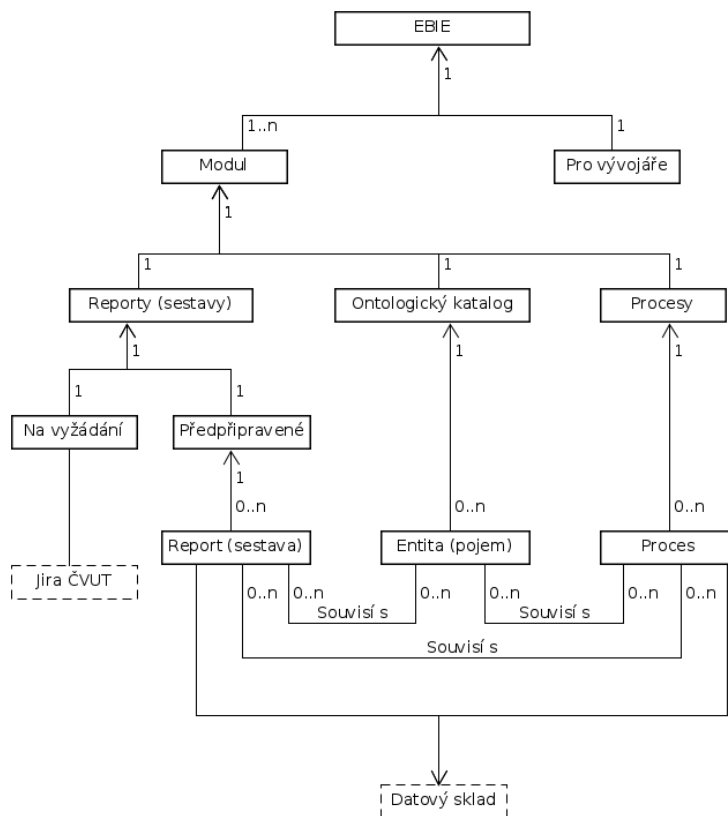 EBIE
1
1..n
1
Modul
Pro vývojáře
1
1
1
1
Reporty (sestavy)
Ontologický katalog
Procesy
1
1
1
1
1
Na vyžádání
Předpřipravené
1
0..n
0..n
0..n
Report (sestava)
Entita (pojem)
Proces
Jira ČVUT
0..n
0..n
0..n
0..n
0..n
0..n
Souvisí s
Souvisí s
Souvisí s
Datový sklad